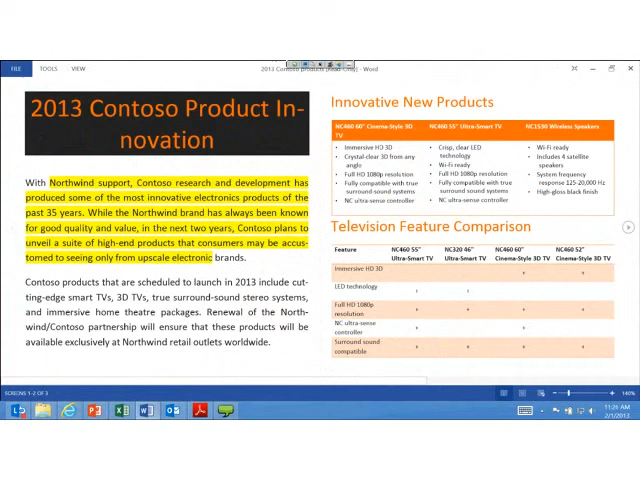 2013 Contoso products [Read-Only] - Word
FILE TOOLS VIEW
2013 Contoso Product In-
novation
With Northwind support, Contoso research and development has
produced some of the most innovative electronics products of the
past 35 years. While the Northwind brand has always been known
for good quality and value, in the next two years, Contoso plans to
unveil a suite of high-end products that consumers may be accus-
tomed to seeing only from upscale electronic brands.
Contoso products that are scheduled to launch in 2013 include cut-
ting-edge smart TVs, 3D TVs, true surround-sound stereo systems,
and immersive home theatre packages. Renewal of the North-
wind/Contoso partnership will ensure that these products will be
available exclusively at Northwind retail outlets worldwide.
Innovative New Products
NC460 60" Cinema-Style 3D
TV
• Immersive HD 3D
• Crystal-clear 3D from any
angle
• Full HD 1080p resolution
• Fully compatible with true
surround-sound systems
• NC ultra-sense controller
NC460 55" Ultra-Smart TV
• Crisp, clear LED
technology
• Wi-Fi ready
• Full HD 1080p resolution
• Fully compatible with true
surround sound systems
• NC ultra-sense controller
NC1530 Wireless Speakers
• Wi-Fi ready
• Includes 4 satellite
speakers
• System frequency
response 125-20,000 Hz
• High-gloss black finish
Television Feature Comparison
Feature NC460 55" NC320 46" NC460 60" NC460 52"
Ultra-Smart TV Ultra-Smart TV Cinema-Style 3D TV Cinema-Style 3D TV
Immersive HD 3D
LED technology
Full HD 1080p
resolution
NC ultra-sense
controller
Surround sound
compatible
SCREENS 1-2 OF 3
140%
11:26 AM
2/1/2013